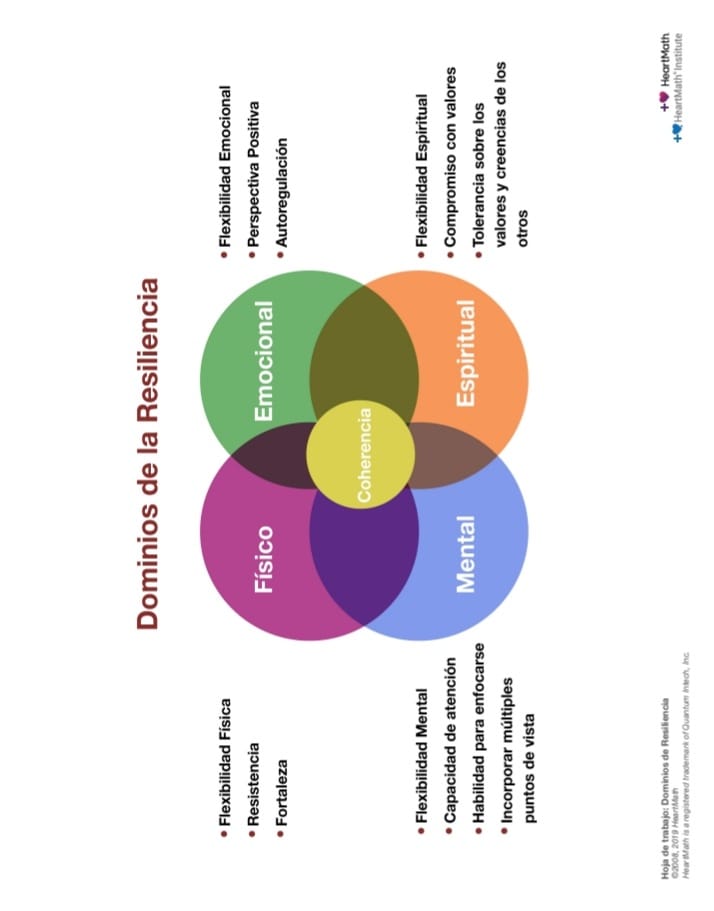 Dominios de la Resiliencia
• Flexibilidad Física
• Resistencia
• Fortaleza
Físico
Emocional
• Flexibilidad Emocional
• Perspectiva Positiva
• Autoregulación
Coherencia
• Flexibilidad Mental
• Capacidad de atención
• Habilidad para enfocarse
• Incorporar múltiples
puntos de vista
Mental
Espiritual
• Flexibilidad Espiritual
• Compromiso con valores
• Tolerancia sobre los
valores y creencias de los
otros
Hoja de trabajo: Dominios de Resiliencia
©2008, 2019 HeartMath
HeartMath is a registered trademark of Quantum Intech, Inc.
HeartMath
HeartMath® Institute